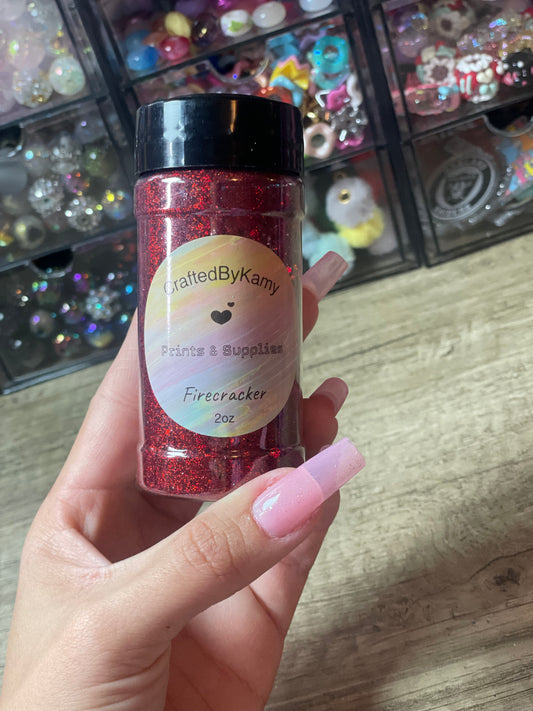 CraftedByKamy
Prints & Supplies
Firecracker
2oz